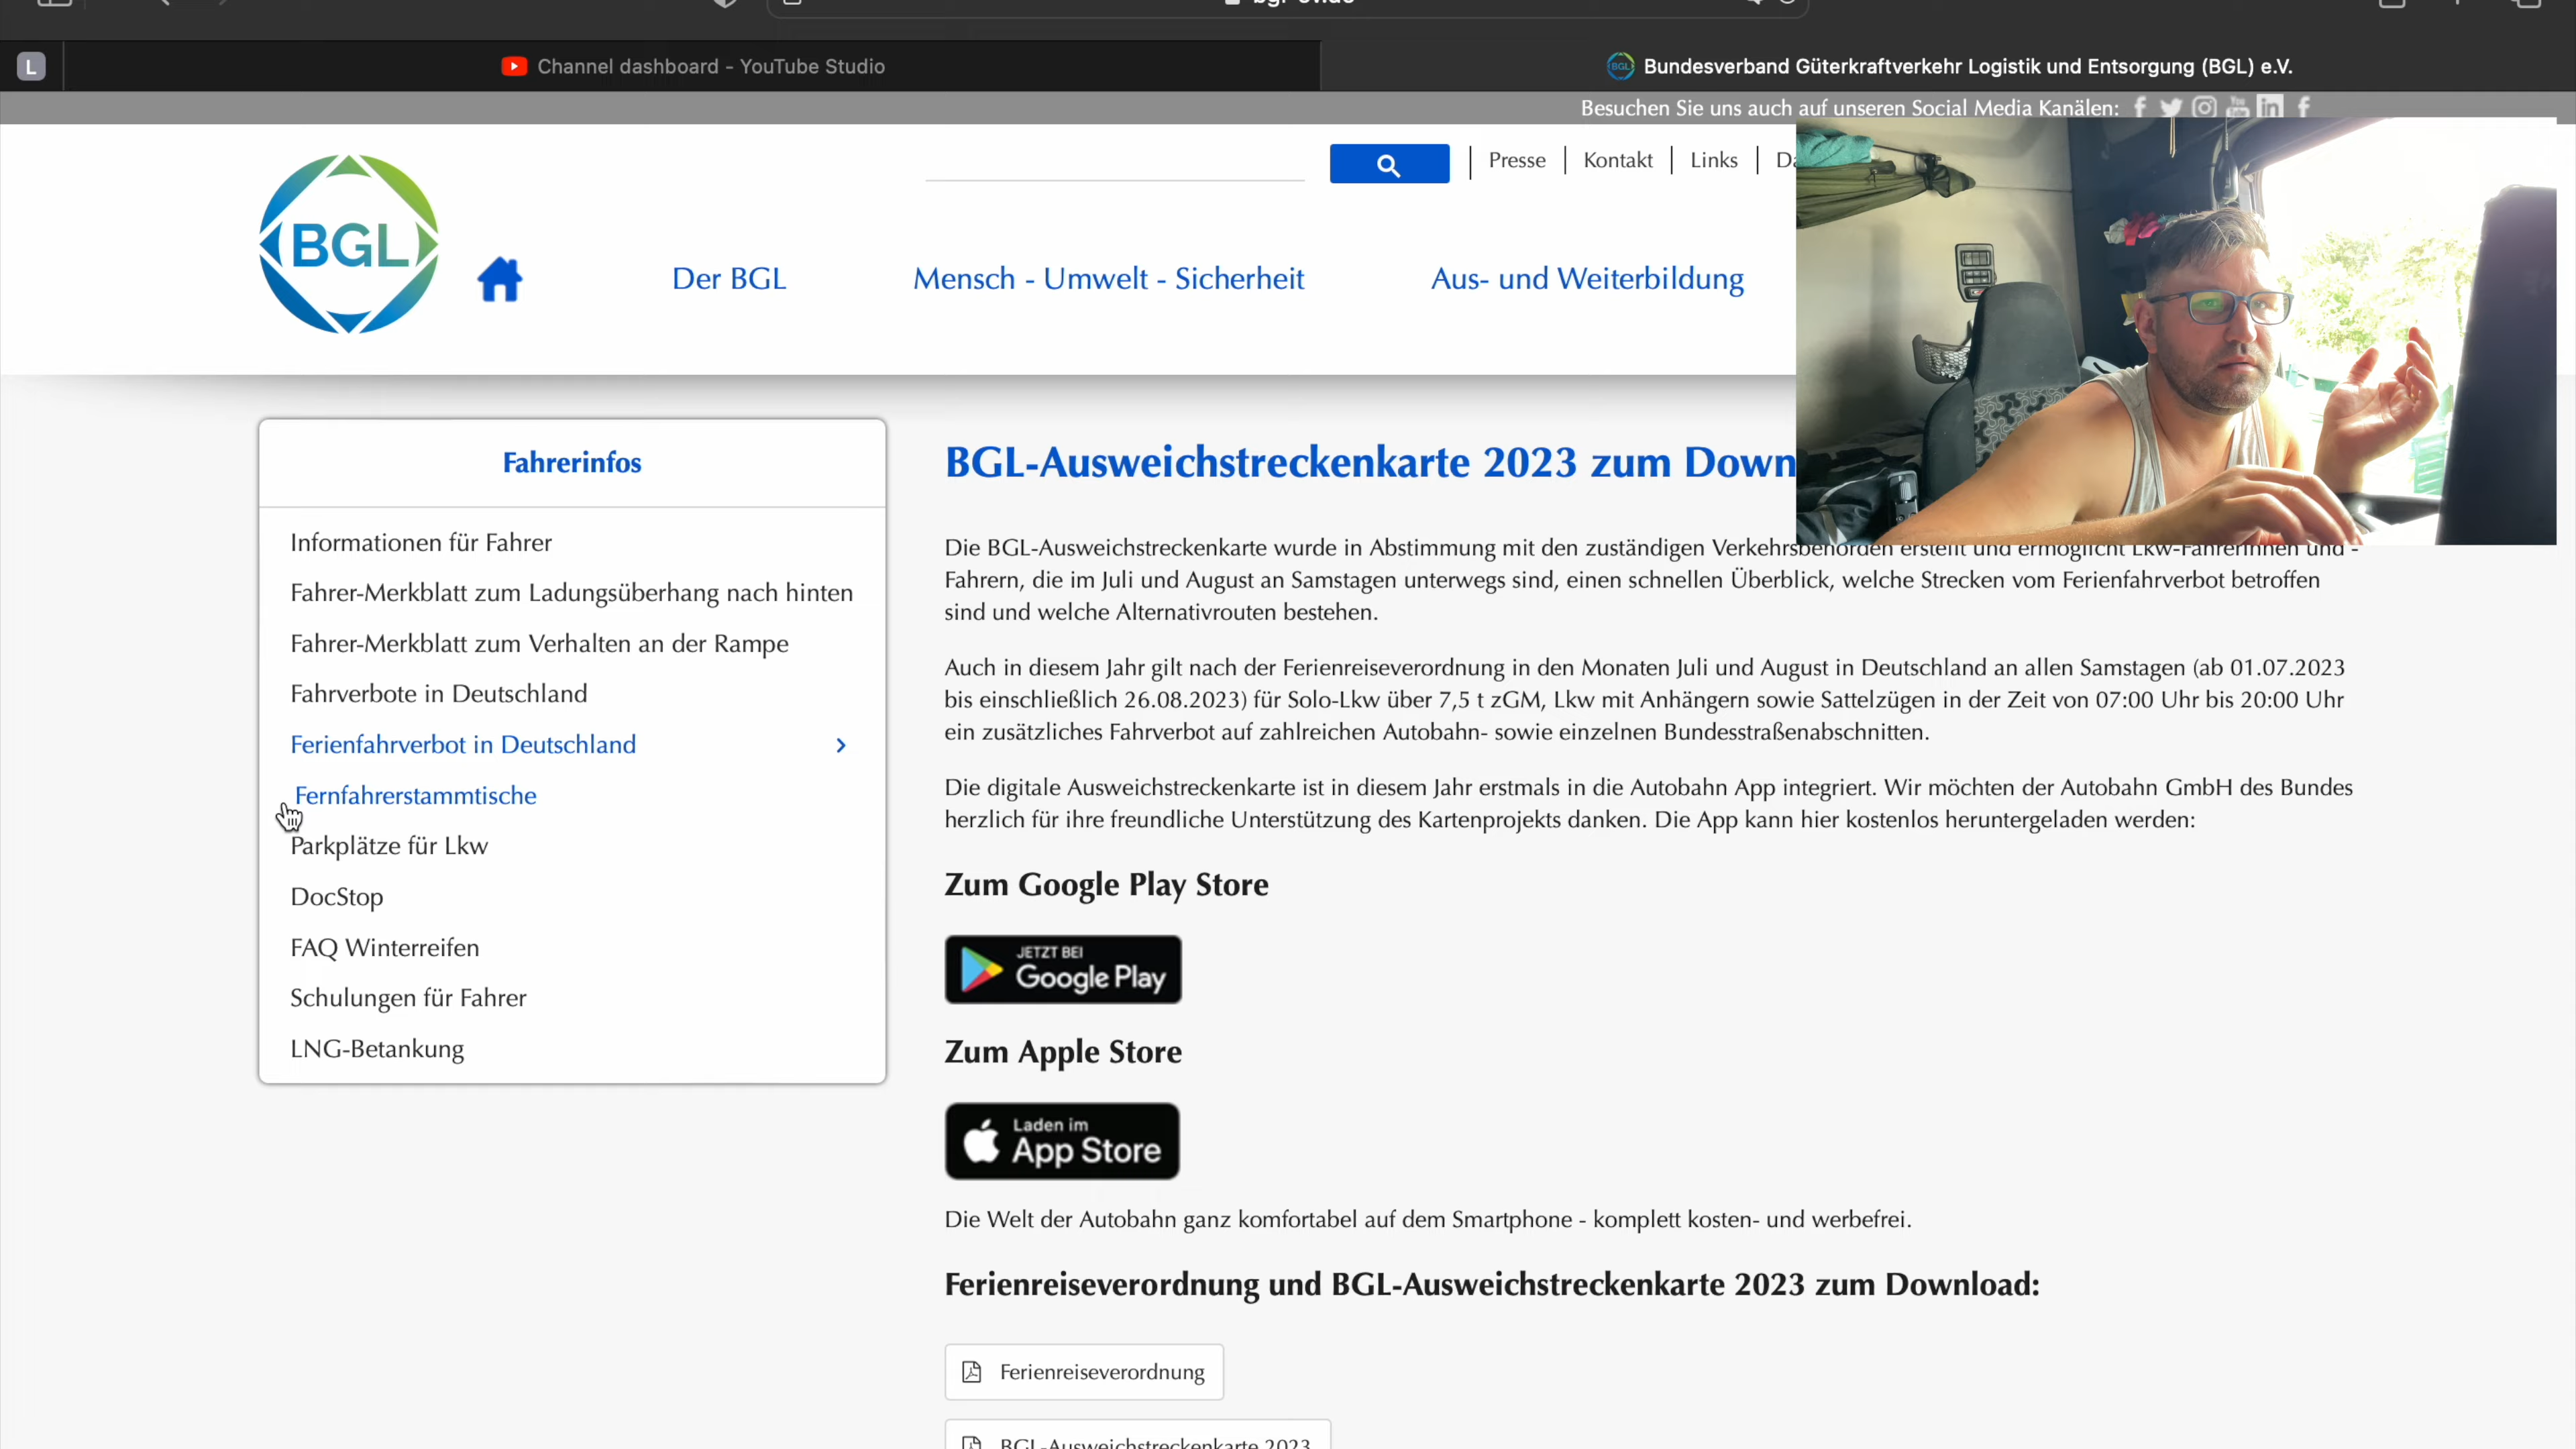 L
Channel dashboard - YouTube Studio
BGL
Bundesverband Güterkraftverkehr Logistik und Entsorgung (BGL) e.V.
Besuchen Sie uns auch auf unseren Social Media Kanälen:
BGL
Presse
Kontakt
Links
Der BGL
Mensch - Umwelt - Sicherheit
Aus- und Weiterbildung
Fahrerinfos
Informationen für Fahrer
Fahrer-Merkblatt zum Ladungsüberhang nach hinten
Fahrer-Merkblatt zum Verhalten an der Rampe
Fahrverbote in Deutschland
Ferienfahrverbot in Deutschland
Fernfahrerstammtische
Parkplätze für Lkw
DocStop
FAQ Winterreifen
Schulungen für Fahrer
LNG-Betankung
BGL-Ausweichstreckenkarte 2023 zum Down
Die BGL-Ausweichstreckenkarte wurde in Abstimmung mit den zuständigen Verkehrsbehörden erstellt und ermöglicht Lkw-Fahrerinnen und -
Fahrern, die im Juli und August an Samstagen unterwegs sind, einen schnellen Überblick, welche Strecken vom Ferienfahrverbot betroffen
sind und welche Alternativrouten bestehen.
Auch in diesem Jahr gilt nach der Ferienreiseverordnung in den Monaten Juli und August in Deutschland an allen Samstagen (ab 01.07.2023
bis einschließlich 26.08.2023) für Solo-Lkw über 7,5 t zGM, Lkw mit Anhängern sowie Sattelzügen in der Zeit von 07:00 Uhr bis 20:00 Uhr
ein zusätzliches Fahrverbot auf zahlreichen Autobahn- sowie einzelnen Bundesstraßenabschnitten.
Die digitale Ausweichstreckenkarte ist in diesem Jahr erstmals in die Autobahn App integriert. Wir möchten der Autobahn GmbH des Bundes
herzlich für ihre freundliche Unterstützung des Kartenprojekts danken. Die App kann hier kostenlos heruntergeladen werden:
Zum Google Play Store
JETZT BEI
Google Play
Zum Apple Store
Laden im
App Store
Die Welt der Autobahn ganz komfortabel auf dem Smartphone - komplett kosten- und werbefrei.
Ferienreiseverordnung und BGL-Ausweichstreckenkarte 2023 zum Download:
Ferienreiseverordnung
BGL-Ausweichstreckenkarte 2023